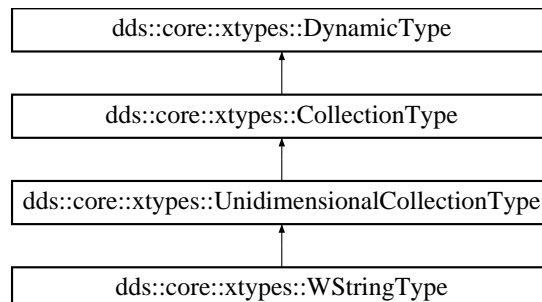 dds::core::xtypes::DynamicType
dds::core::xtypes::CollectionType
dds::core::xtypes::UnidimensionalCollectionType
dds::core::xtypes::WStringType